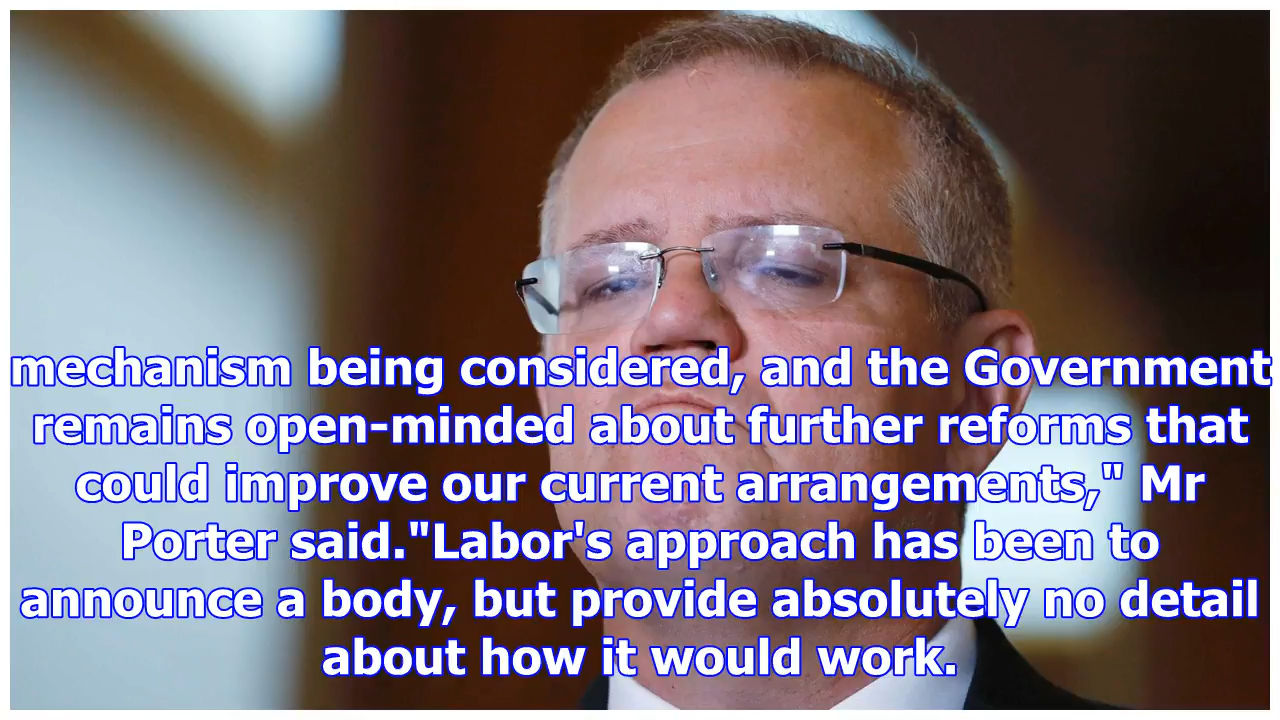 mechanism being considered, and the Government
remains open-minded about further reforms that
could improve our current arrangements," Mr
Porter said."Labor's approach has been to
announce a body, but provide absolutely no detail
about how it would work.